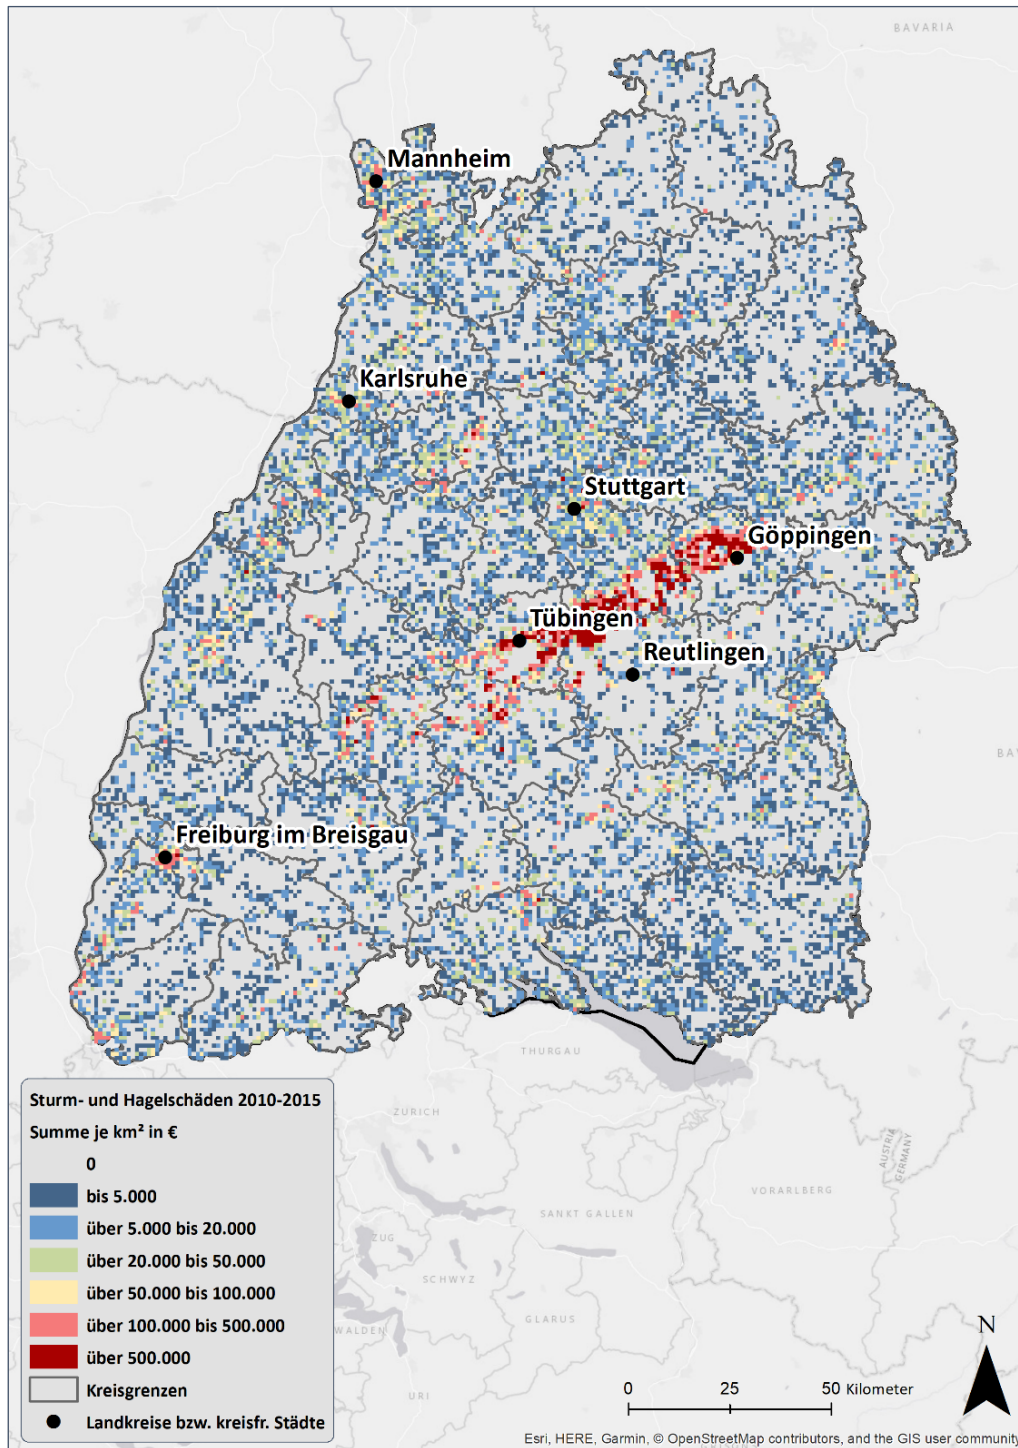 BAVARIA
Mannheim
Karlsruhe
Stuttgart
Göppingen
Tübingen
Reutlingen
BAV
Freiburg im Breisgau
THURGAU
ZURICH
AUSTRIA
GERMANY
VORARLBERG
SANKT GALLEN
ZUG
SCHWYZ
GLARUS
WALDEN
URI
Sturm- und Hagelschäden 2010-2015
Summe je km² in €
0
bis 5.000
über 5.000 bis 20.000
über 20.000 bis 50.000
über 50.000 bis 100.000
über 100.000 bis 500.000
über 500.000
Kreisgrenzen
Landkreise bzw. kreisfr. Städte
N
0 25 50 Kilometer
Esri, HERE, Garmin, © OpenStreetMap contributors, and the GIS user community